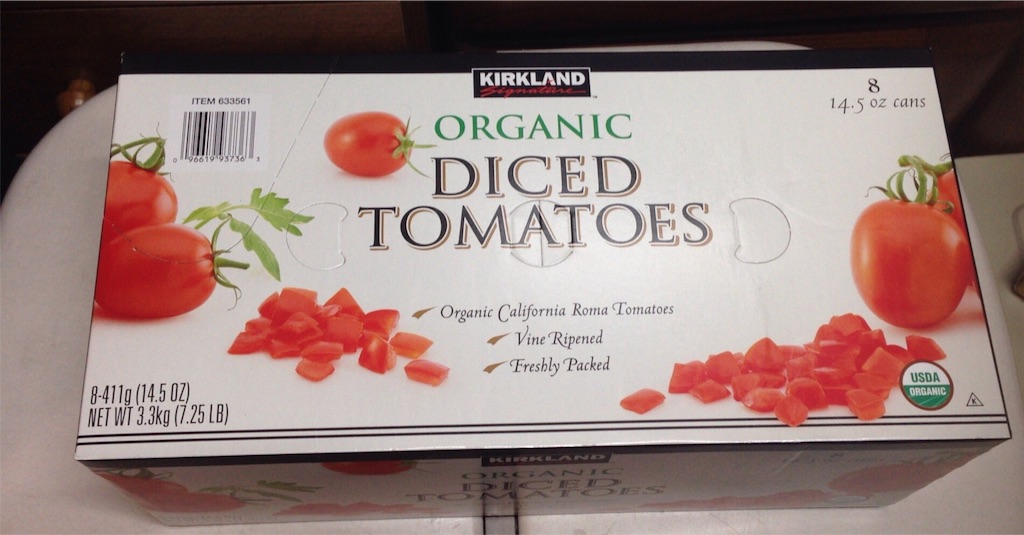 KIRKLAND
Signature
ITEM 633561
0 96619 93736 3
8
14.5 oz cans
ORGANIC
DICED
TOMATOES
Organic California Roma Tomatoes
Vine Ripened
Freshly Packed
8-411g (14.5 OZ)
NET WT 3.3kg (7.25 LB)
USDA
ORGANIC
K
KIRKLAND
ORGANIC
DICED
TOMATOES